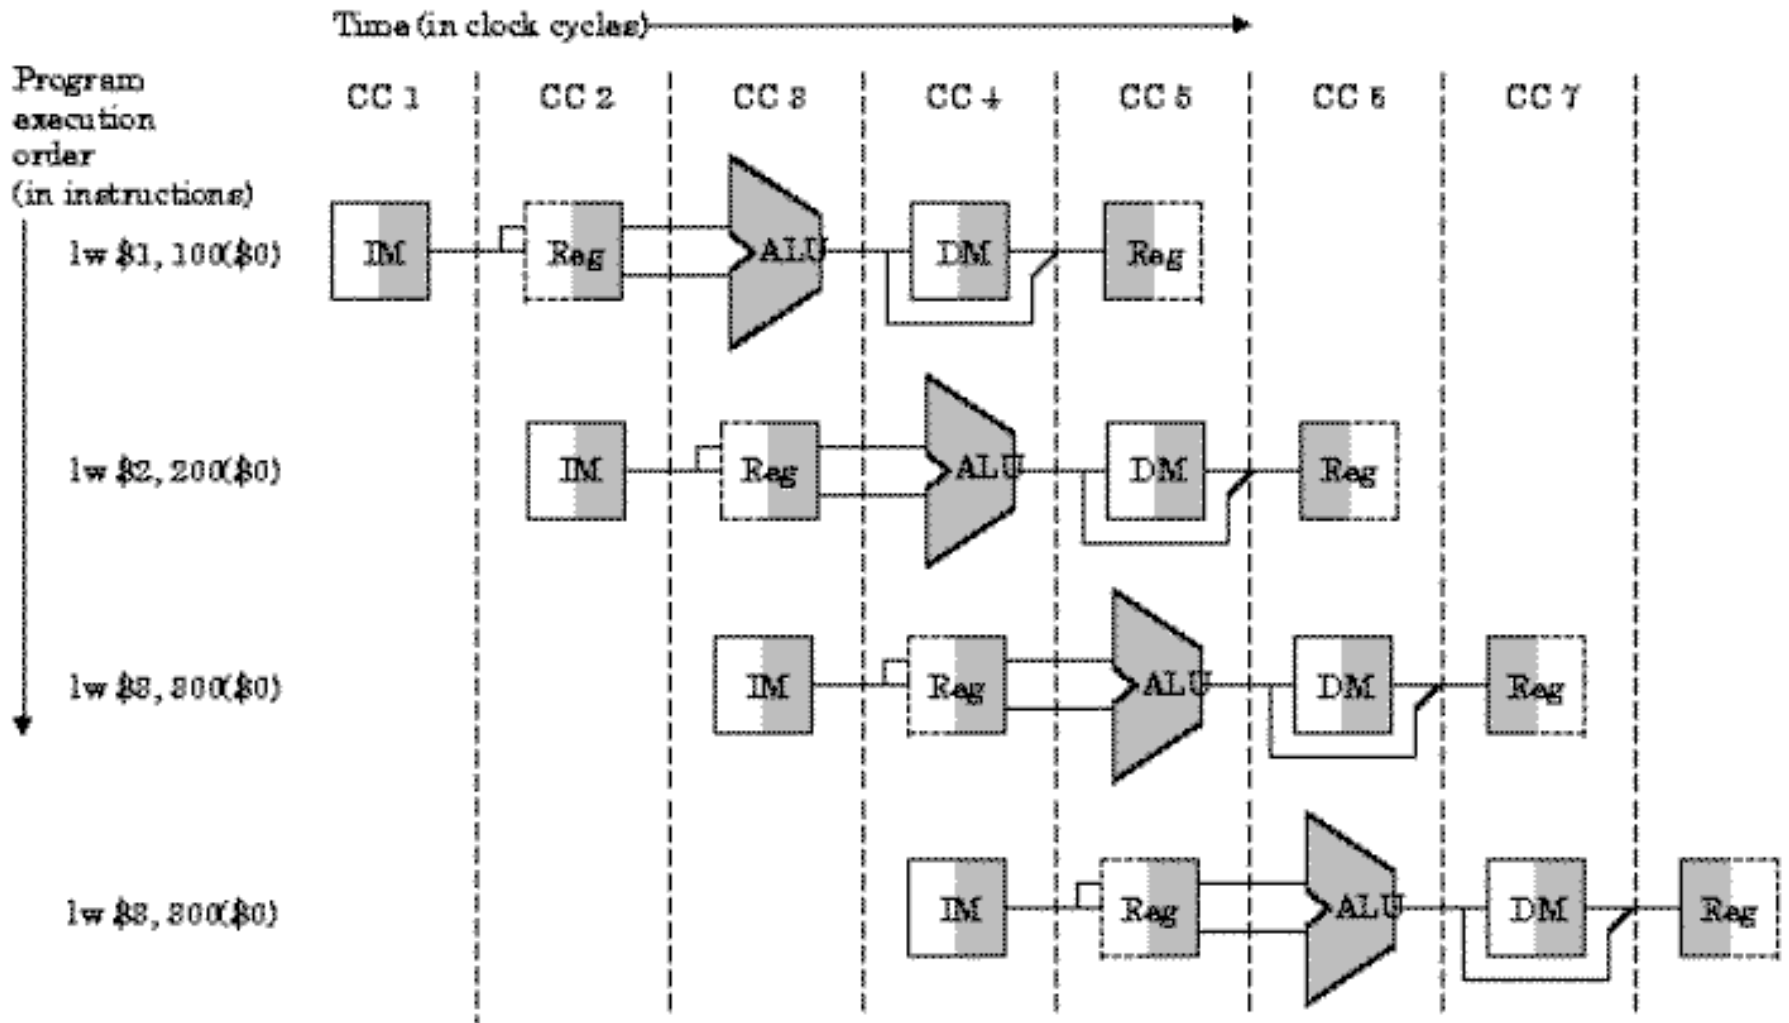 Time (in clock cycles)
Program
execution
order
(in instructions)
CC 1 CC 2 CC 3 CC 4 CC 5 CC 6 CC 7
lw $1, 100($0) IM Reg ALU DM Reg
lw $2, 200($0) IM Reg ALU DM Reg
lw $3, 300($0) IM Reg ALU DM Reg
lw $3, 300($0) IM Reg ALU DM Reg